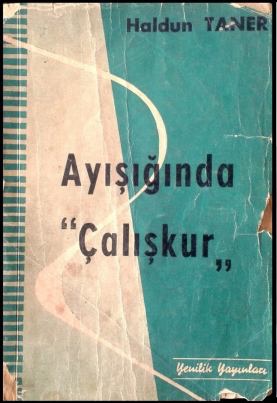 Haldun TANER
Ayışığında
"Çalışkur„
Yenilik Yayınları